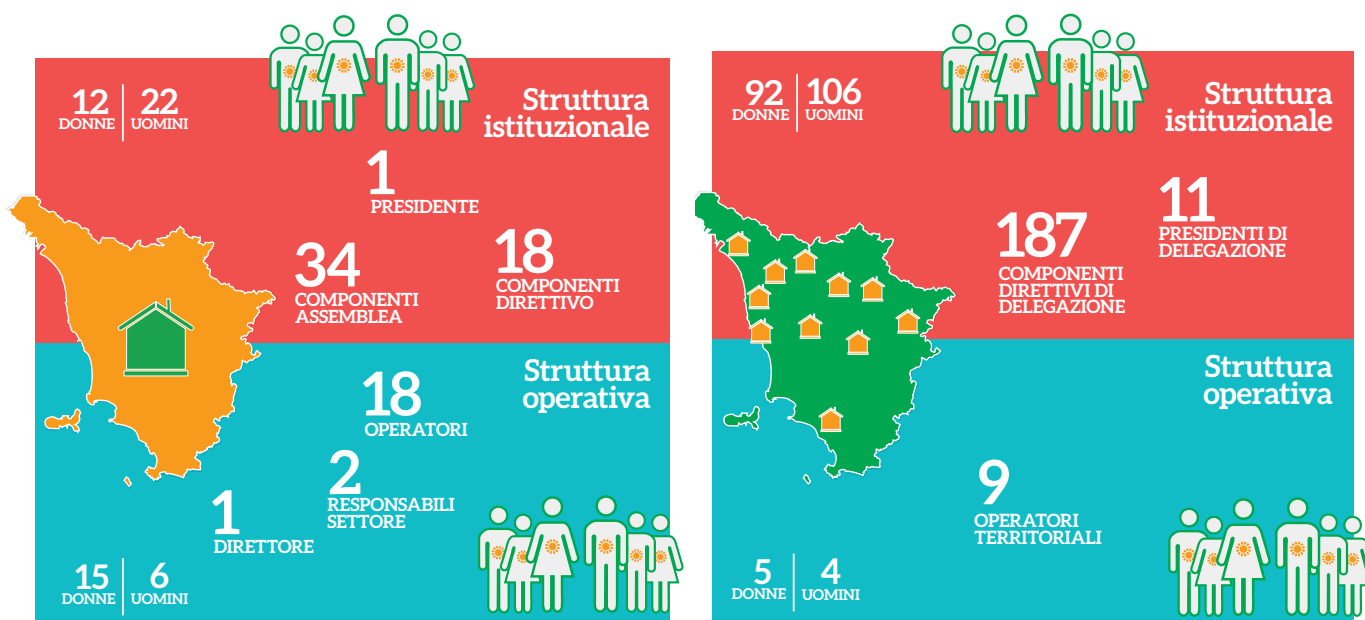 12
DONNE
22
UOMINI
Struttura
istituzionale
1
PRESIDENTE
34
COMPONENTI
ASSEMBLEA
18
COMPONENTI
DIRETTIVO
Struttura
operativa
18
OPERATORI
2
RESPONSABILI
SETTORE
1
DIRETTORE
15
DONNE
6
UOMINI
92
DONNE
106
UOMINI
Struttura
istituzionale
11
PRESIDENTI DI
DELEGAZIONE
187
COMPONENTI
DIRETTIVI DI
DELEGAZIONE
Struttura
operativa
9
OPERATORI
TERRITORIALI
5
DONNE
4
UOMINI